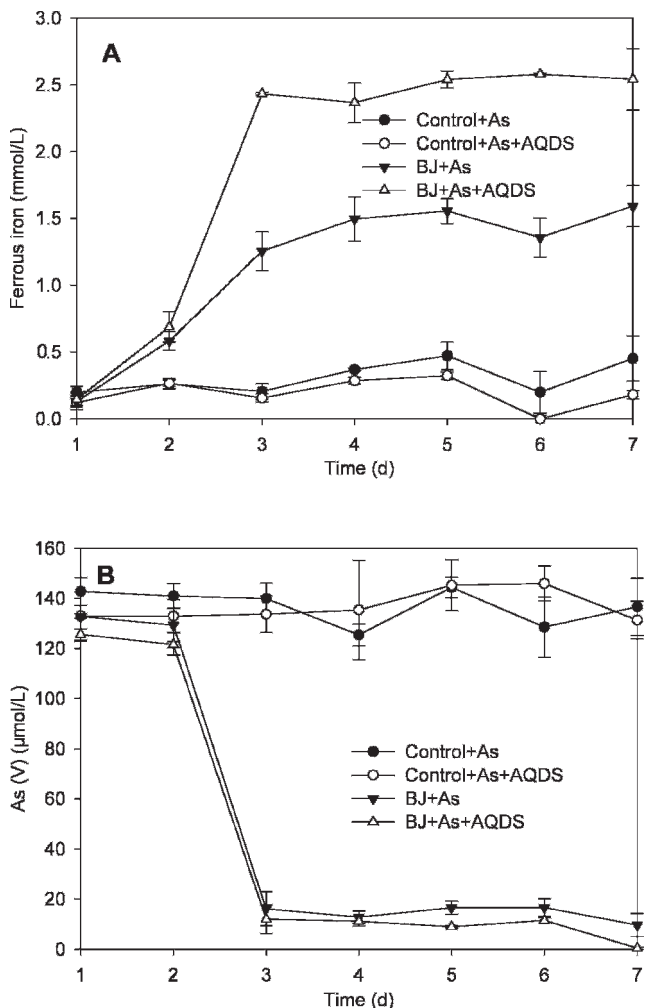 A
3.0
2.5
2.0
1.5
1.0
0.5
0.0
Ferrous iron (mmol/L)
Control+As
Control+As+AQDS
BJ+As
BJ+As+AQDS
1 2 3 4 5 6 7
Time (d)
B
160
140
120
100
80
60
40
20
0
As (V) (µmol/L)
Control+As
Control+As+AQDS
BJ+As
BJ+As+AQDS
1 2 3 4 5 6 7
Time (d)